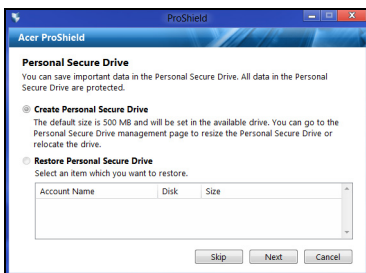 ProShield
Acer ProShield
Personal Secure Drive
You can save important data in the Personal Secure Drive. All data in the Personal
Secure Drive are protected.
Create Personal Secure Drive
The default size is 500 MB and will be set in the available drive. You can go to the
Personal Secure Drive management page to resize the Personal Secure Drive or
relocate the drive.
Restore Personal Secure Drive
Select an item which you want to restore.
Account Name Disk Size
Skip Next Cancel